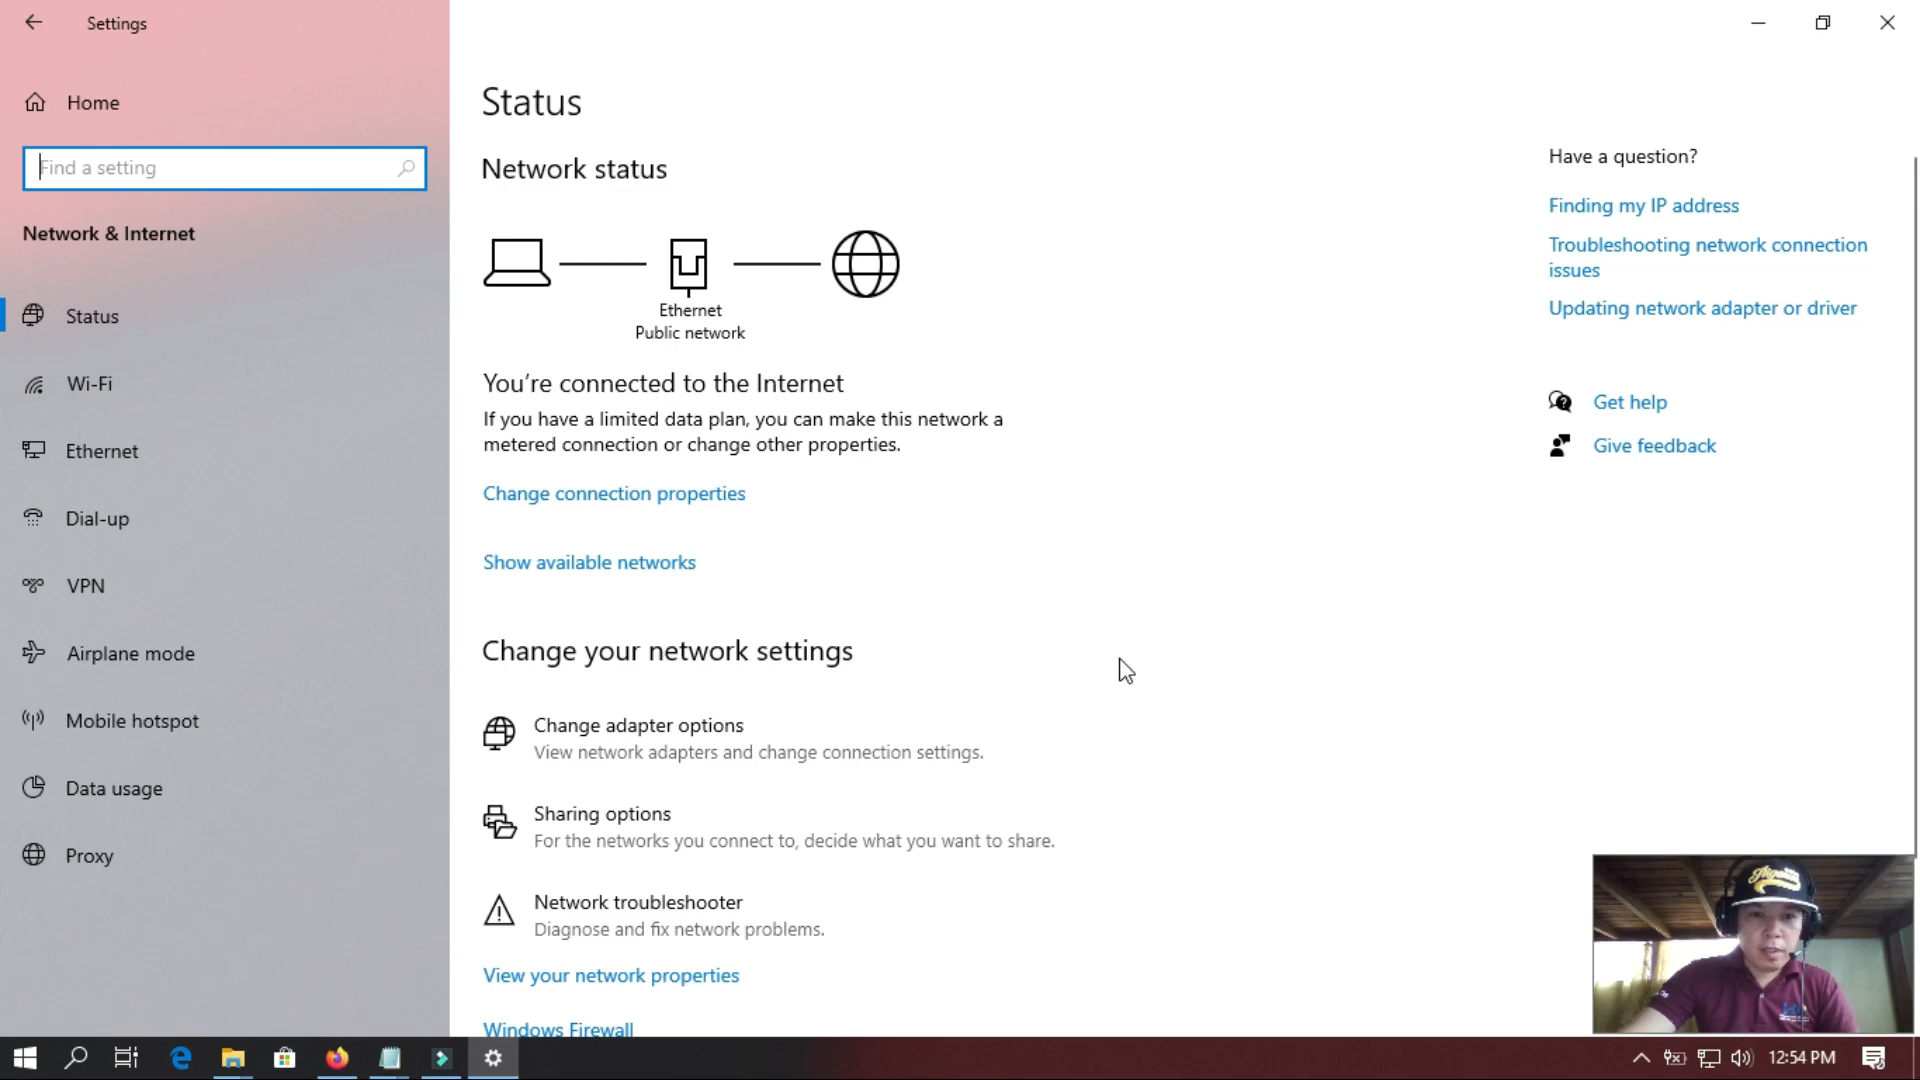 Settings
Home
Find a setting
Network & Internet
Status
Wi-Fi
Ethernet
Dial-up
VPN
Airplane mode
Mobile hotspot
Data usage
Proxy
Status
Network status
Ethernet
Public network
You're connected to the Internet
If you have a limited data plan, you can make this network a
metered connection or change other properties.
Change connection properties
Show available networks
Change your network settings
Change adapter options
View network adapters and change connection settings.
Sharing options
For the networks you connect to, decide what you want to share.
Network troubleshooter
Diagnose and fix network problems.
View your network properties
Windows Firewall
Have a question?
Finding my IP address
Troubleshooting network connection
issues
Updating network adapter or driver
Get help
Give feedback
12:54 PM